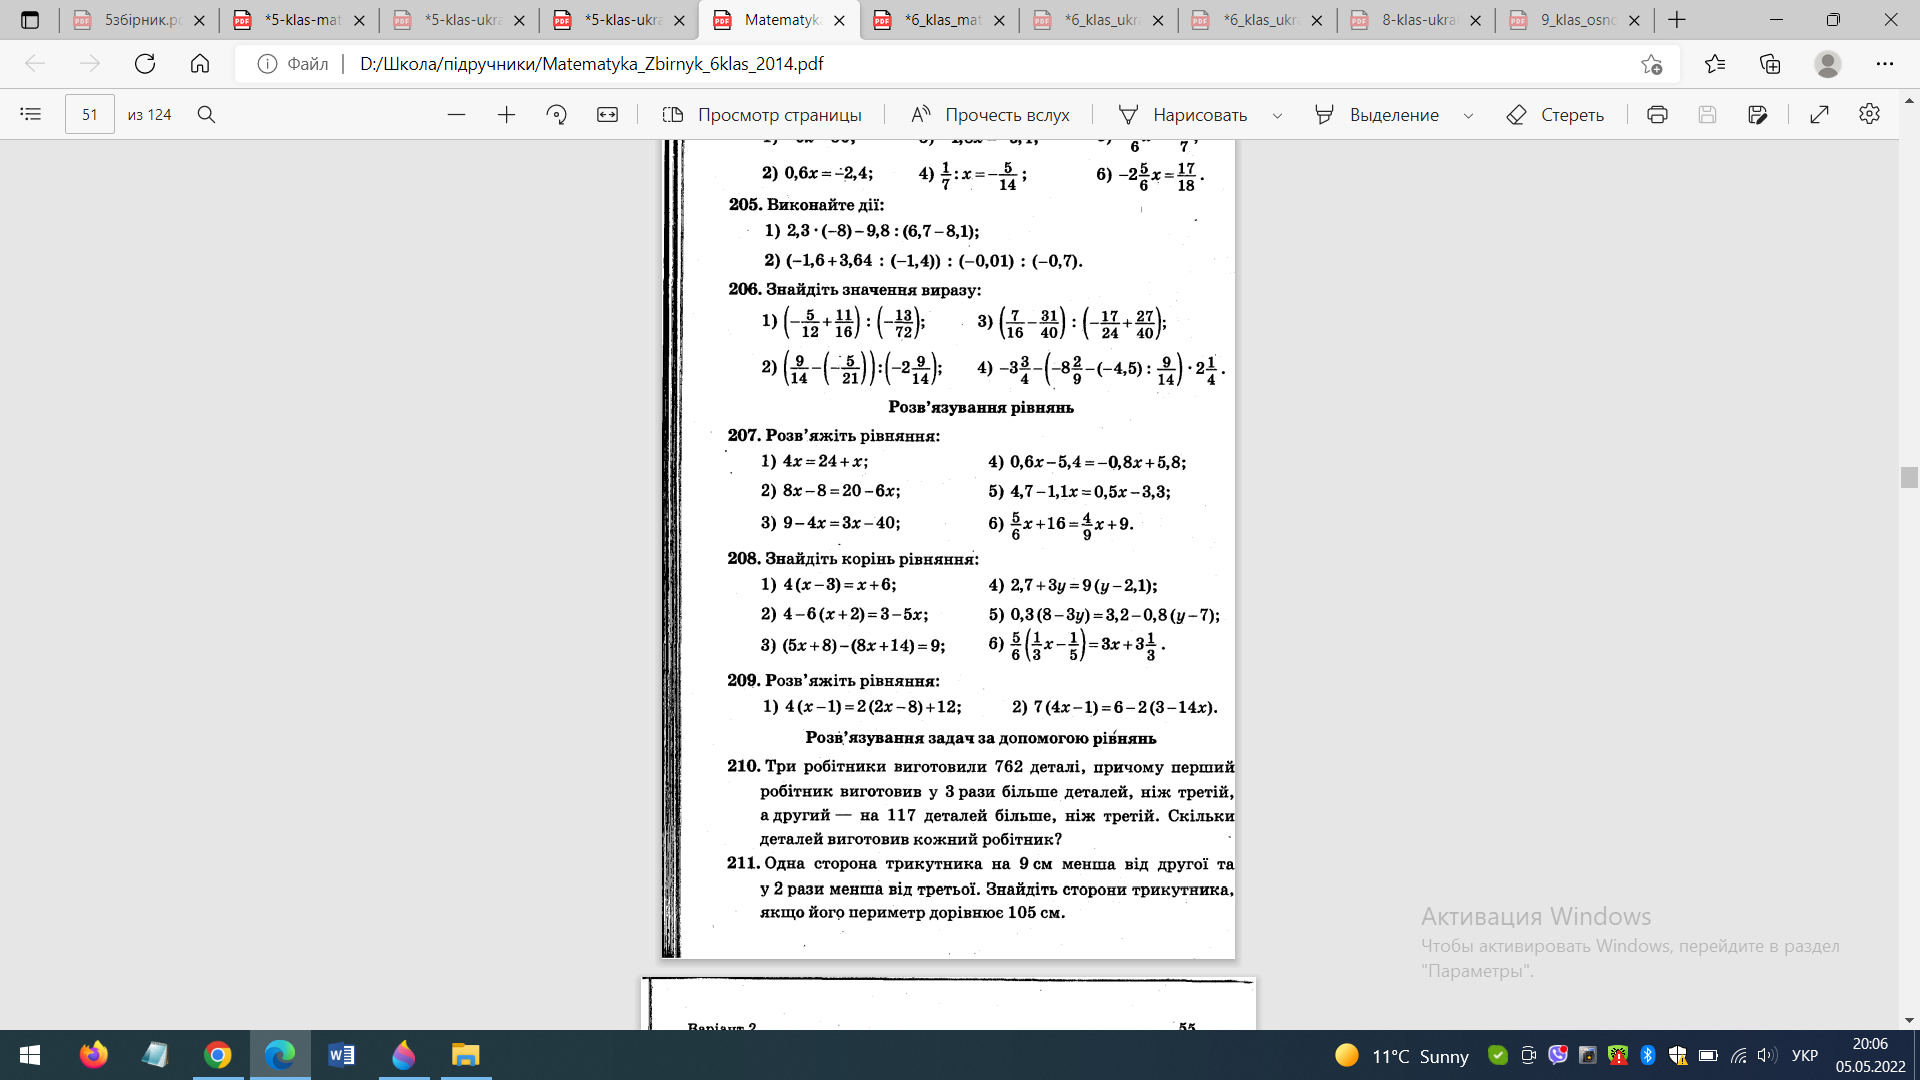 5збірник.pd
*5-klas-mat
*5-klas-ukra
*5-klas-ukra
Matematyka
*6_klas_mat
*6_klas_ukra
*6_klas_ukra
8-klas-ukrai
9_klas_osno
Файл | D:/Школа/підручники/Matematyka_Zbirnyk_6klas_2014.pdf
51 из 124
Просмотр страницы
Прочесть вслух
Нарисовать
Выделение
Стереть
2) 0,6x=-2,4; 4) 1/7 : x = -5/14; 6) -2 5/6 x = 17/18.
205. Виконайте дії:
1) 2,3·(-8)-9,8:(6,7-8,1);
2) (-1,6+3,64 : (-1,4)) : (-0,01) : (-0,7).
206. Знайдіть значення виразу:
1) (-5/12 + 11/16) : (-13/72); 3) (7/16 - 31/40) : (-17/24 + 27/40);
2) (9/14 - (-5/21)) : (-2 9/14); 4) -3 3/4 - (-8 2/9 - (-4,5) : 9/14) · 2 1/4.
Розв’язування рівнянь
207. Розв’яжіть рівняння:
1) 4x=24+x; 4) 0,6x-5,4=-0,8x+5,8;
2) 8x-8=20-6x; 5) 4,7-1,1x=0,5x-3,3;
3) 9-4x=3x-40; 6) 5/6 x+16=4/9 x+9.
208. Знайдіть корінь рівняння:
1) 4(x-3)=x+6; 4) 2,7+3y=9(y-2,1);
2) 4-6(x+2)=3-5x; 5) 0,3(8-3y)=3,2-0,8(y-7);
3) (5x+8)-(8x+14)=9; 6) 5/6 (1/3 x - 1/5) = 3x+3 1/3.
209. Розв’яжіть рівняння:
1) 4(x-1)=2(2x-8)+12; 2) 7(4x-1)=6-2(3-14x).
Розв’язування задач за допомогою рівнянь
210. Три робітники виготовили 762 деталі, причому перший
робітник виготовив у 3 рази більше деталей, ніж третій,
а другий — на 117 деталей більше, ніж третій. Скільки
деталей виготовив кожний робітник?
211. Одна сторона трикутника на 9 см менша від другої та
у 2 рази менша від третьої. Знайдіть сторони трикутника,
якщо його периметр дорівнює 105 см.
Варіант 2 55
Активация Windows
Чтобы активировать Windows, перейдите в раздел
"Параметры".
11°C Sunny
УКР
20:06
05.05.2022